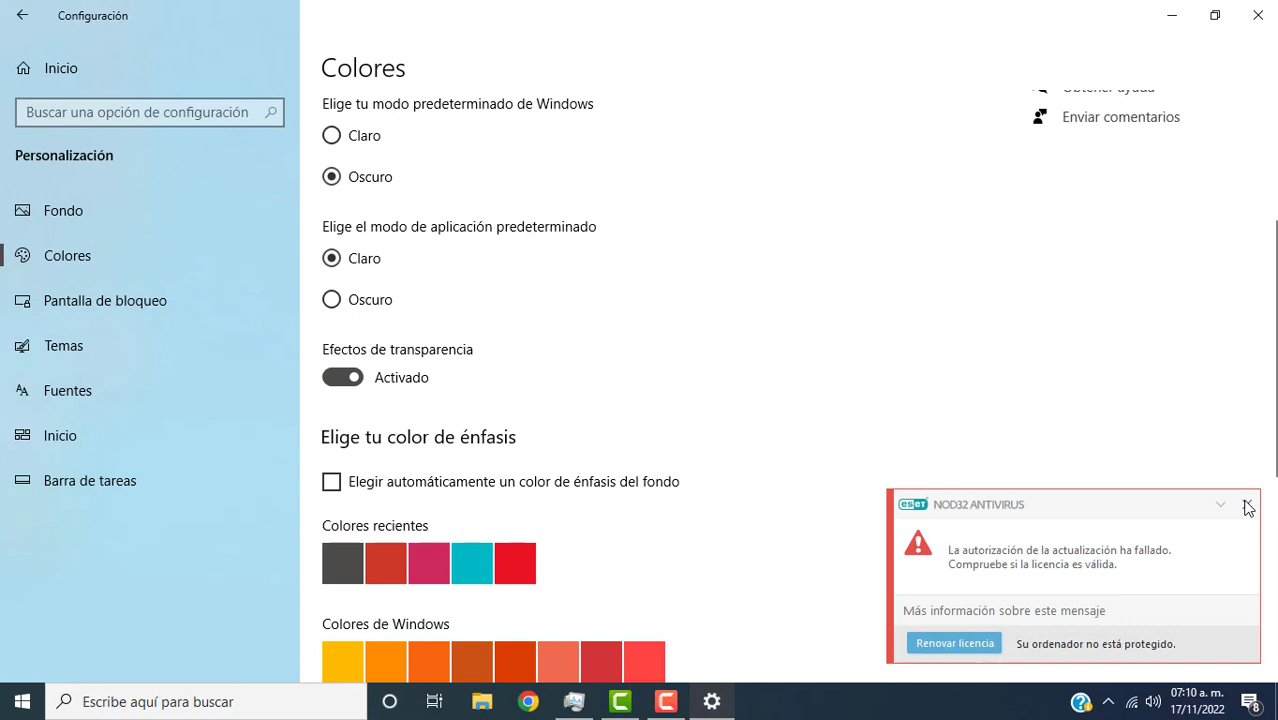 Configuración
Inicio
Buscar una opción de configuración
Personalización
Fondo
Colores
Pantalla de bloqueo
Temas
Fuentes
Inicio
Barra de tareas
Colores
Elige tu modo predeterminado de Windows
Claro
Oscuro
Elige el modo de aplicación predeterminado
Claro
Oscuro
Efectos de transparencia
Activado
Elige tu color de énfasis
Elegir automáticamente un color de énfasis del fondo
Colores recientes
Colores de Windows
Obtener ayuda
Enviar comentarios
eset NOD32 ANTIVIRUS
La autorización de la actualización ha fallado.
Compruebe si la licencia es válida.
Más información sobre este mensaje
Renovar licencia Su ordenador no está protegido.
Escribe aquí para buscar
07:10 a. m.
17/11/2022
8
8